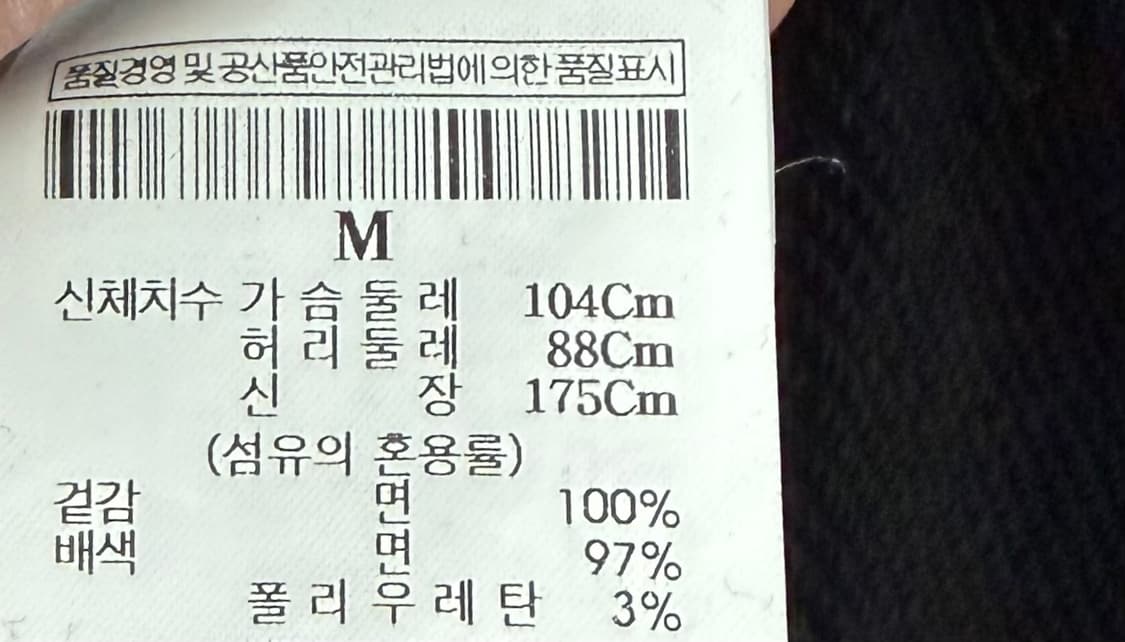 품질경영 및 공산품안전관리법에 의한 품질표시
M
신체치수 가 슴 둘 레 104Cm
허 리 둘 레 88Cm
신 장 175Cm
(섬유의 혼용률)
겉감 면 100%
배색 면 97%
폴 리 우 레 탄 3%